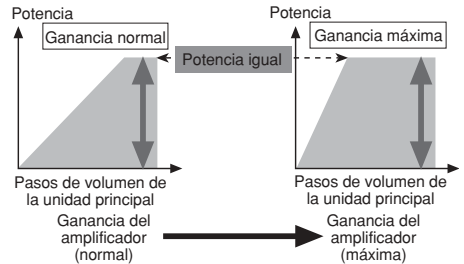 Potencia
Ganancia normal
Potencia igual
Pasos de volumen de
la unidad principal
Ganancia del
amplificador
(normal)
Potencia
Ganancia máxima
Pasos de volumen de
la unidad principal
Ganancia del
amplificador
(máxima)